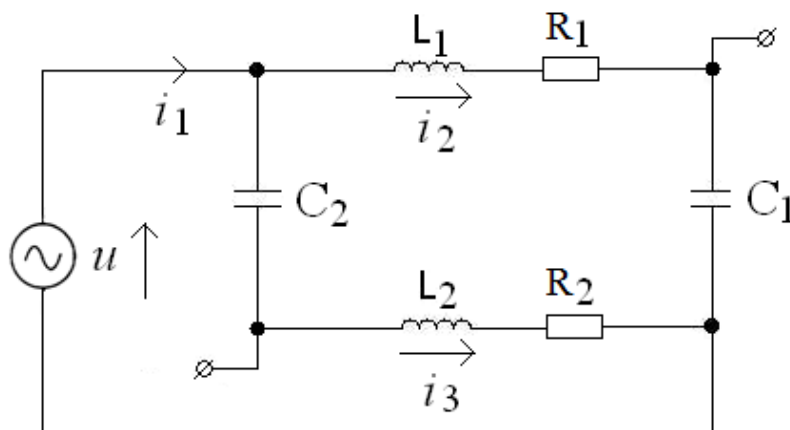 L₁ R₁
i₁ i₂
C₂ C₁
u
L₂ R₂
i₃